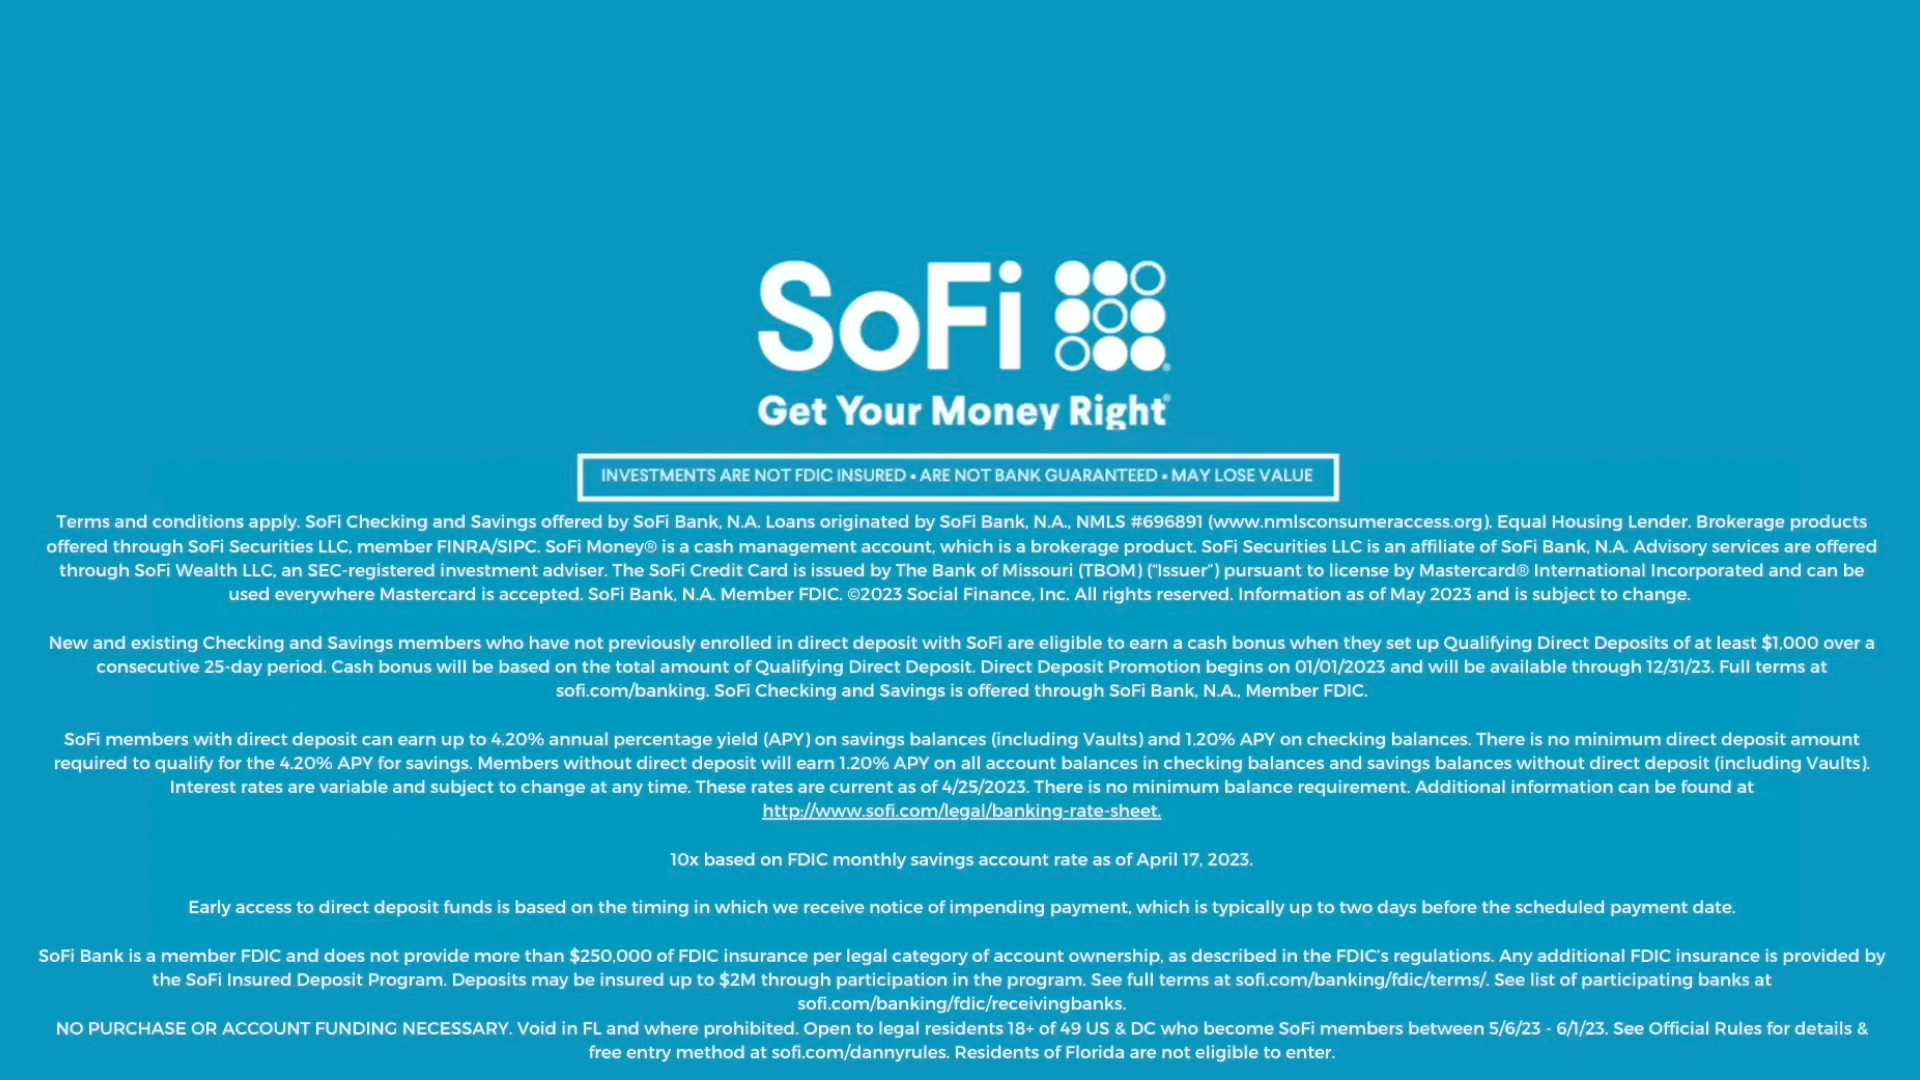 SoFi
Get Your Money Right®
INVESTMENTS ARE NOT FDIC INSURED • ARE NOT BANK GUARANTEED • MAY LOSE VALUE
Terms and conditions apply. SoFi Checking and Savings offered by SoFi Bank, N.A. Loans originated by SoFi Bank, N.A., NMLS #696891 (www.nmlsconsumeraccess.org). Equal Housing Lender. Brokerage products
offered through SoFi Securities LLC, member FINRA/SIPC. SoFi Money® is a cash management account, which is a brokerage product. SoFi Securities LLC is an affiliate of SoFi Bank, N.A. Advisory services are offered
through SoFi Wealth LLC, an SEC-registered investment adviser. The SoFi Credit Card is issued by The Bank of Missouri (TBOM) ("Issuer") pursuant to license by Mastercard® International Incorporated and can be
used everywhere Mastercard is accepted. SoFi Bank, N.A. Member FDIC. ©2023 Social Finance, Inc. All rights reserved. Information as of May 2023 and is subject to change.
New and existing Checking and Savings members who have not previously enrolled in direct deposit with SoFi are eligible to earn a cash bonus when they set up Qualifying Direct Deposits of at least $1,000 over a
consecutive 25-day period. Cash bonus will be based on the total amount of Qualifying Direct Deposit. Direct Deposit Promotion begins on 01/01/2023 and will be available through 12/31/23. Full terms at
sofi.com/banking. SoFi Checking and Savings is offered through SoFi Bank, N.A., Member FDIC.
SoFi members with direct deposit can earn up to 4.20% annual percentage yield (APY) on savings balances (including Vaults) and 1.20% APY on checking balances. There is no minimum direct deposit amount
required to qualify for the 4.20% APY for savings. Members without direct deposit will earn 1.20% APY on all account balances in checking balances and savings balances without direct deposit (including Vaults).
Interest rates are variable and subject to change at any time. These rates are current as of 4/25/2023. There is no minimum balance requirement. Additional information can be found at
http://www.sofi.com/legal/banking-rate-sheet.
10x based on FDIC monthly savings account rate as of April 17, 2023.
Early access to direct deposit funds is based on the timing in which we receive notice of impending payment, which is typically up to two days before the scheduled payment date.
SoFi Bank is a member FDIC and does not provide more than $250,000 of FDIC insurance per legal category of account ownership, as described in the FDIC's regulations. Any additional FDIC insurance is provided by
the SoFi Insured Deposit Program. Deposits may be insured up to $2M through participation in the program. See full terms at sofi.com/banking/fdic/terms/. See list of participating banks at
sofi.com/banking/fdic/receivingbanks.
NO PURCHASE OR ACCOUNT FUNDING NECESSARY. Void in FL and where prohibited. Open to legal residents 18+ of 49 US & DC who become SoFi members between 5/6/23 - 6/1/23. See Official Rules for details &
free entry method at sofi.com/dannyrules. Residents of Florida are not eligible to enter.